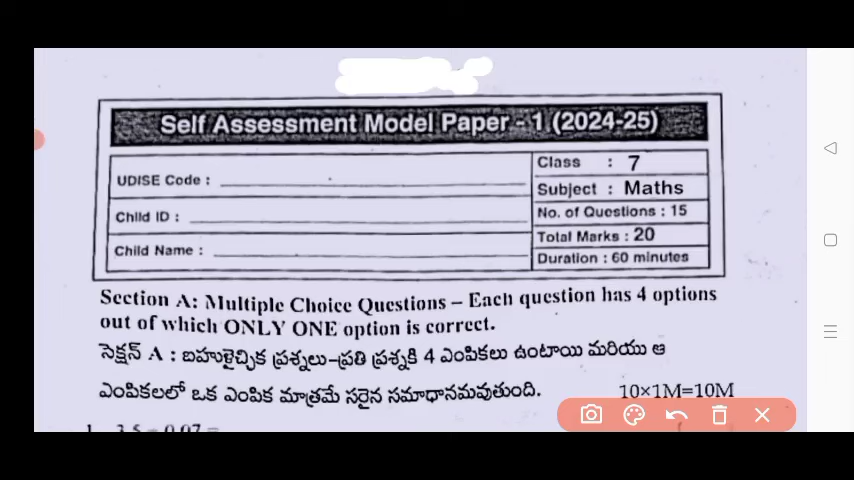 Self Assessment Model Paper - 1 (2024-25)
UDISE Code :
Child ID :
Child Name :
Class : 7
Subject : Maths
No. of Questions : 15
Total Marks : 20
Duration : 60 minutes
Section A: Multiple Choice Questions – Each question has 4 options
out of which ONLY ONE option is correct.
సెక్షన్ A : బహుళైచ్ఛిక ప్రశ్నలు–ప్రతి ప్రశ్నకి 4 ఎంపికలు ఉంటాయి మరియు ఆ
ఎంపికలలో ఒక ఎంపిక మాత్రమే సరైన సమాధానమవుతుంది. 10×1M=10M